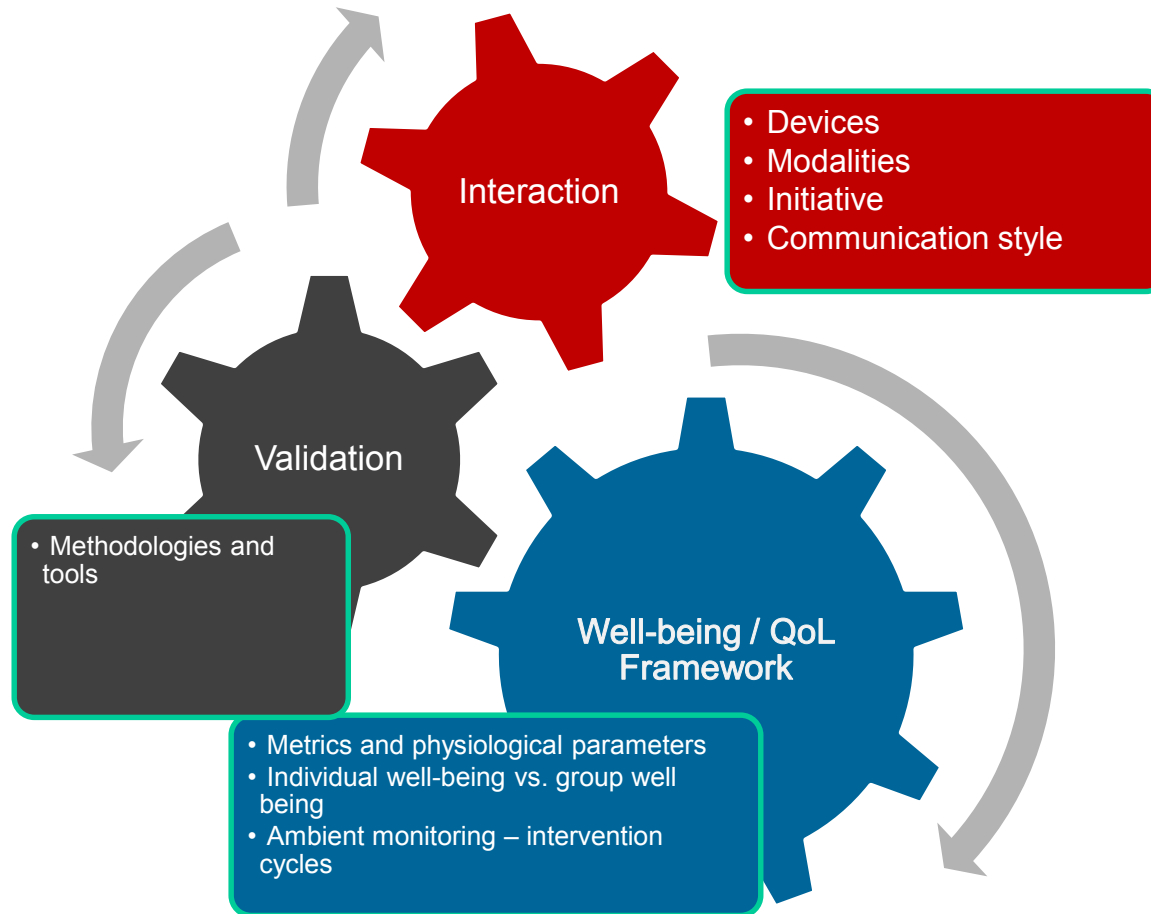 Interaction
• Devices
• Modalities
• Initiative
• Communication style
Validation
• Methodologies and
tools
Well-being / QoL
Framework
• Metrics and physiological parameters
• Individual well-being vs. group well
being
• Ambient monitoring – intervention
cycles